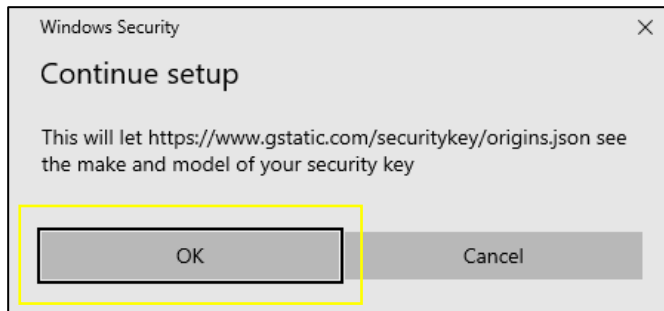 Windows Security
Continue setup
This will let https://www.gstatic.com/securitykey/origins.json see
the make and model of your security key
OK Cancel